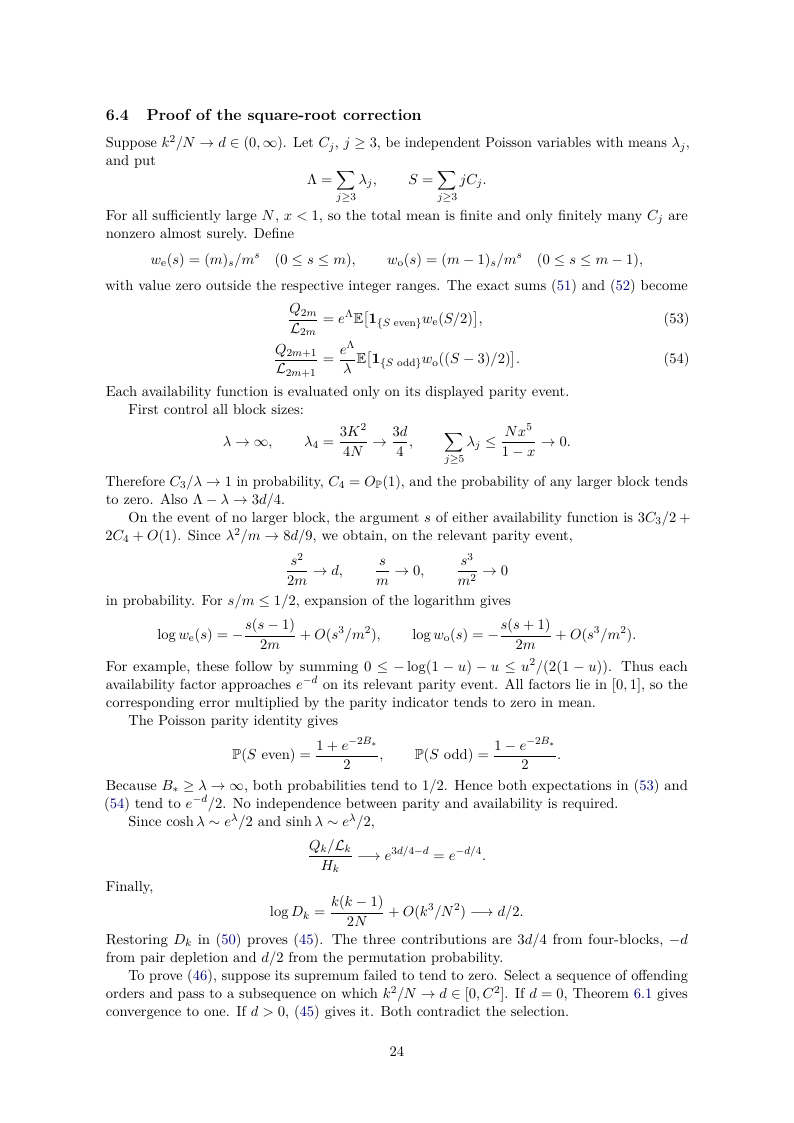 6.4 Proof of the square-root correction
Suppose k²/N → d ∈ (0, ∞). Let C_j, j ≥ 3, be independent Poisson variables with means λ_j,
and put
Λ = ∑_{j≥3} λ_j, S = ∑_{j≥3} jC_j.
For all sufficiently large N, x < 1, so the total mean is finite and only finitely many C_j are
nonzero almost surely. Define
w_e(s) = (m)_s/m^s (0 ≤ s ≤ m), w_o(s) = (m − 1)_s/m^s (0 ≤ s ≤ m − 1),
with value zero outside the respective integer ranges. The exact sums (51) and (52) become
Q_{2m}/ℒ_{2m} = e^Λ 𝔼[1_{S even} w_e(S/2)], (53)
Q_{2m+1}/ℒ_{2m+1} = e^Λ/λ 𝔼[1_{S odd} w_o((S − 3)/2)]. (54)
Each availability function is evaluated only on its displayed parity event.
First control all block sizes:
λ → ∞, λ_4 = 3K²/4N → 3d/4, ∑_{j≥5} λ_j ≤ Nx⁵/(1 − x) → 0.
Therefore C_3/λ → 1 in probability, C_4 = O_ℙ(1), and the probability of any larger block tends
to zero. Also Λ − λ → 3d/4.
On the event of no larger block, the argument s of either availability function is 3C_3/2 +
2C_4 + O(1). Since λ²/m → 8d/9, we obtain, on the relevant parity event,
s²/2m → d, s/m → 0, s³/m² → 0
in probability. For s/m ≤ 1/2, expansion of the logarithm gives
log w_e(s) = −s(s − 1)/2m + O(s³/m²), log w_o(s) = −s(s + 1)/2m + O(s³/m²).
For example, these follow by summing 0 ≤ − log(1 − u) − u ≤ u²/(2(1 − u)). Thus each
availability factor approaches e^{−d} on its relevant parity event. All factors lie in [0, 1], so the
corresponding error multiplied by the parity indicator tends to zero in mean.
The Poisson parity identity gives
ℙ(S even) = (1 + e^{−2B_*})/2, ℙ(S odd) = (1 − e^{−2B_*})/2.
Because B_* ≥ λ → ∞, both probabilities tend to 1/2. Hence both expectations in (53) and
(54) tend to e^{−d}/2. No independence between parity and availability is required.
Since cosh λ ∼ e^λ/2 and sinh λ ∼ e^λ/2,
(Q_k/ℒ_k)/H_k ⟶ e^{3d/4−d} = e^{−d/4}.
Finally,
log D_k = k(k − 1)/2N + O(k³/N²) ⟶ d/2.
Restoring D_k in (50) proves (45). The three contributions are 3d/4 from four-blocks, −d
from pair depletion and d/2 from the permutation probability.
To prove (46), suppose its supremum failed to tend to zero. Select a sequence of offending
orders and pass to a subsequence on which k²/N → d ∈ [0, C²]. If d = 0, Theorem 6.1 gives
convergence to one. If d > 0, (45) gives it. Both contradict the selection.
24